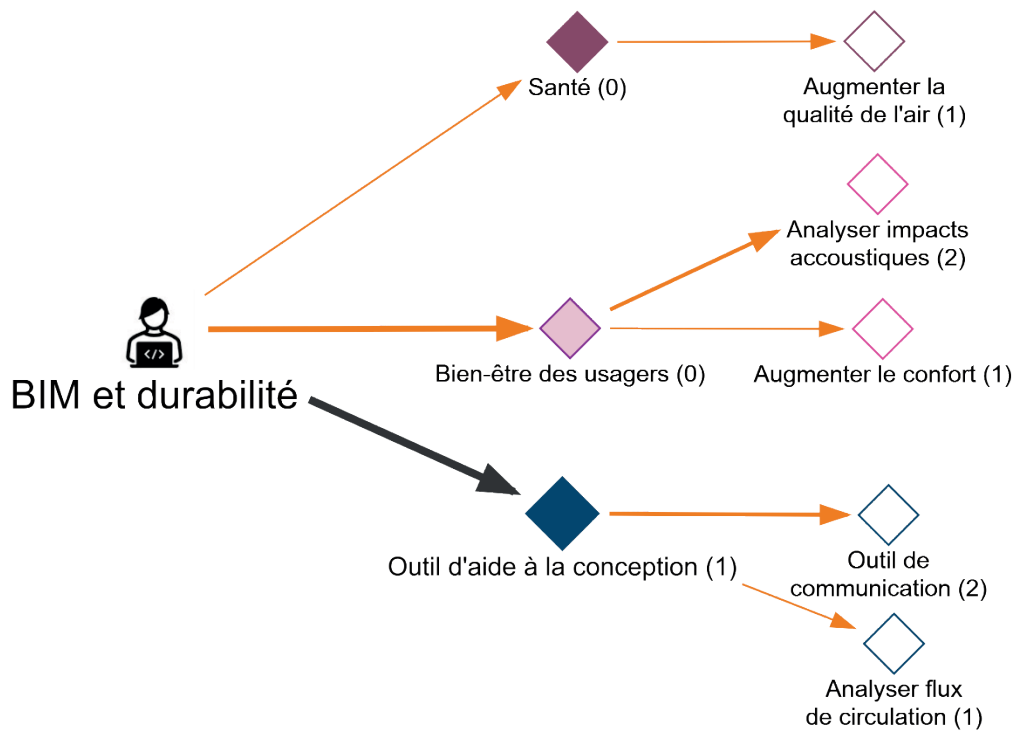 Santé (0)
Augmenter la
qualité de l'air (1)
Analyser impacts
accoustiques (2)
</>
BIM et durabilité
Bien-être des usagers (0)
Augmenter le confort (1)
Outil d'aide à la conception (1)
Outil de
communication (2)
Analyser flux
de circulation (1)